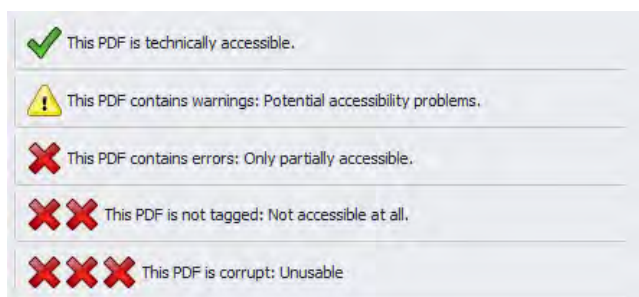 This PDF is technically accessible.
This PDF contains warnings: Potential accessibility problems.
This PDF contains errors: Only partially accessible.
This PDF is not tagged: Not accessible at all.
This PDF is corrupt: Unusable